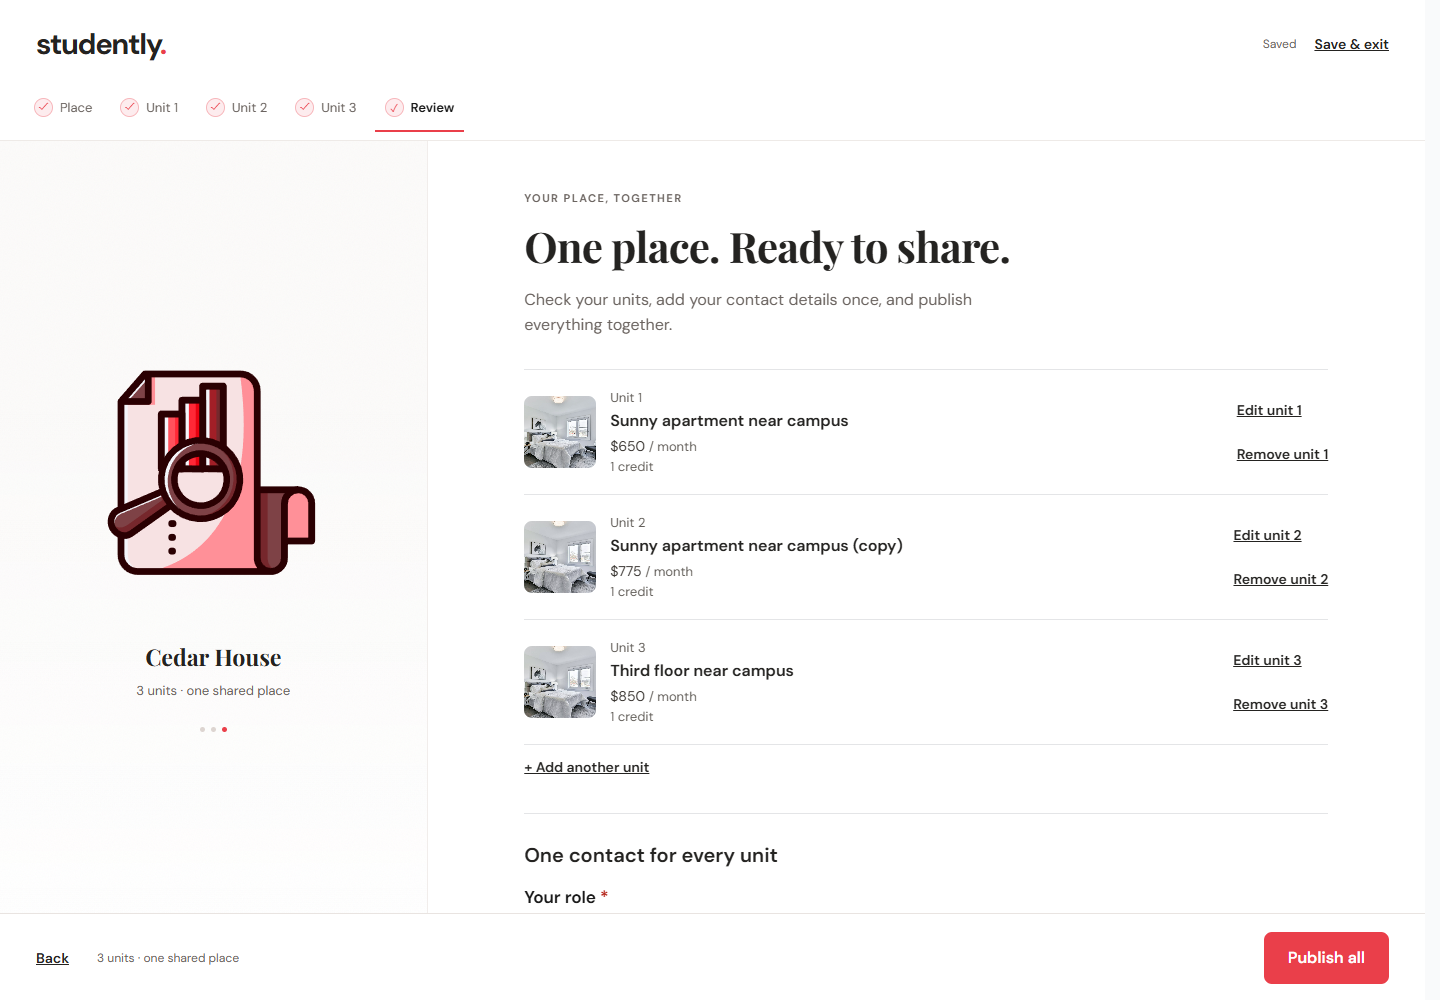 studently.
Saved
Save & exit
Place
Unit 1
Unit 2
Unit 3
Review
YOUR PLACE, TOGETHER
One place. Ready to share.
Check your units, add your contact details once, and publish
everything together.
Unit 1
Sunny apartment near campus
$650 / month
1 credit
Edit unit 1
Remove unit 1
Unit 2
Sunny apartment near campus (copy)
$775 / month
1 credit
Edit unit 2
Remove unit 2
Unit 3
Third floor near campus
$850 / month
1 credit
Edit unit 3
Remove unit 3
+ Add another unit
Cedar House
3 units · one shared place
One contact for every unit
Your role *
Back
3 units · one shared place
Publish all